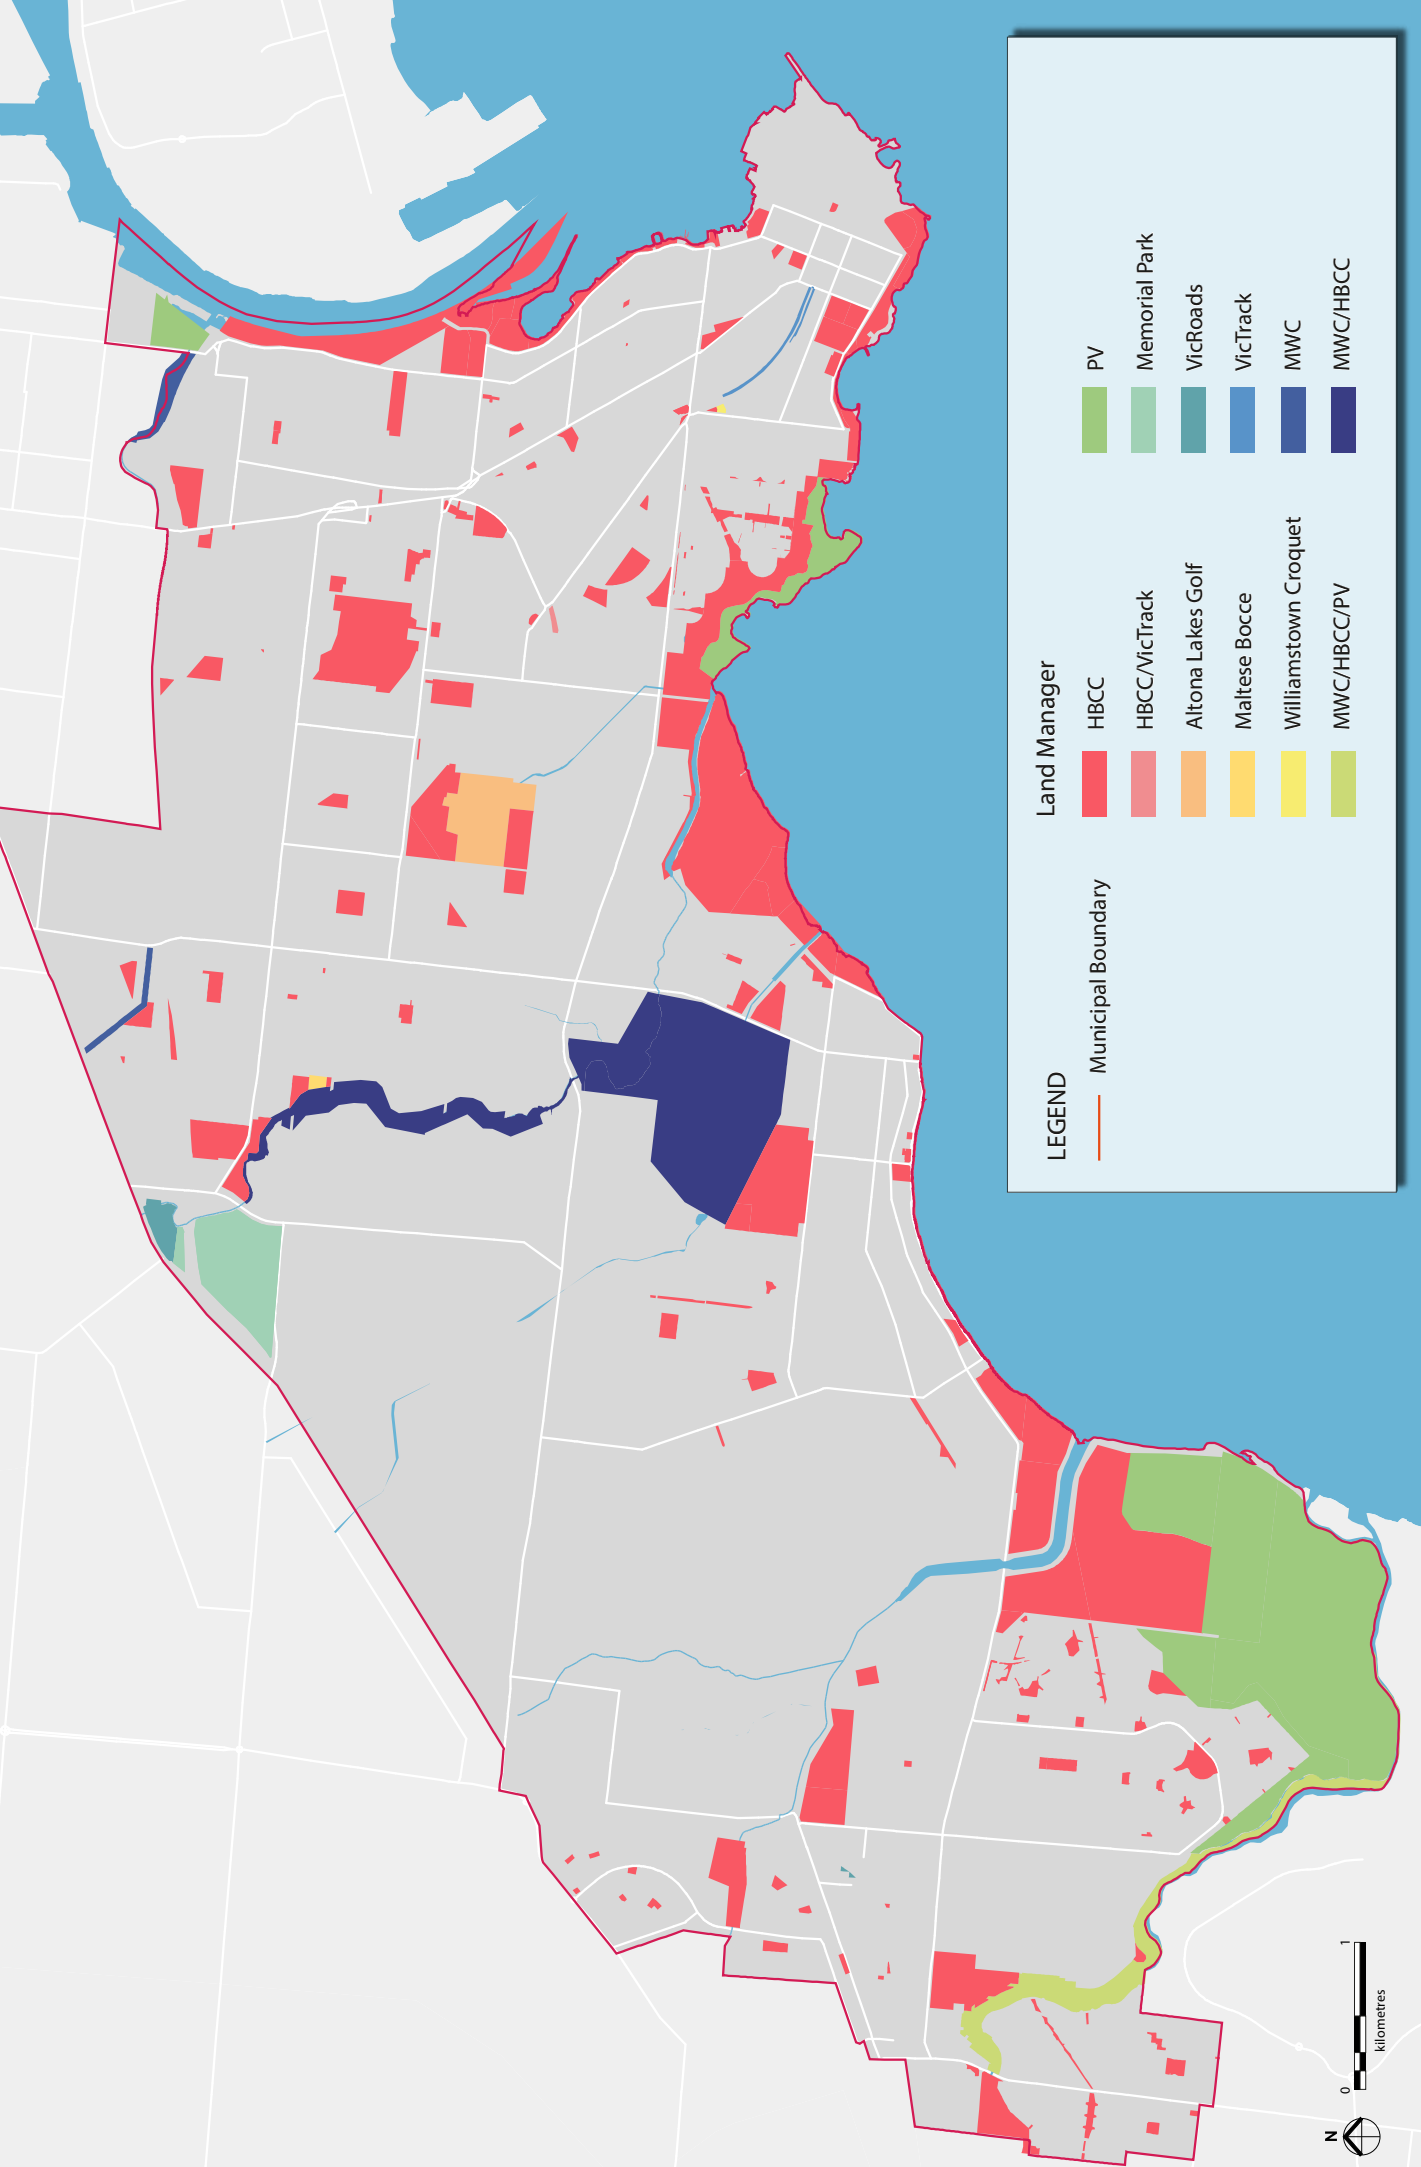 LEGEND
Municipal Boundary
Land Manager
HBCC
HBCC/VicTrack
Altona Lakes Golf
Maltese Bocce
Williamstown Croquet
MWC/HBCC/PV
PV
Memorial Park
VicRoads
VicTrack
MWC
MWC/HBCC
N
0 1
kilometres